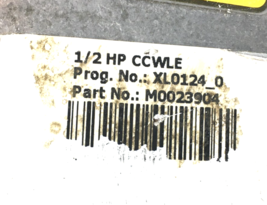 1/2 HP CCWLE
Prog. No.: XL0124_0
Part No.: M0023904